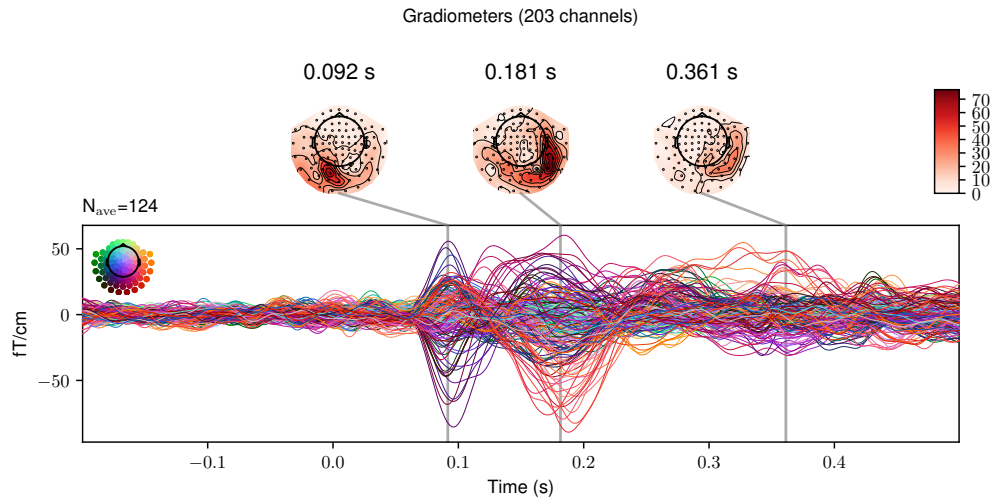 Gradiometers (203 channels)
0.092 s
0.181 s
0.361 s
70
60
50
40
30
20
10
0
N_ave=124
50
0
−50
fT/cm
−0.1
0.0
0.1
0.2
0.3
0.4
Time (s)